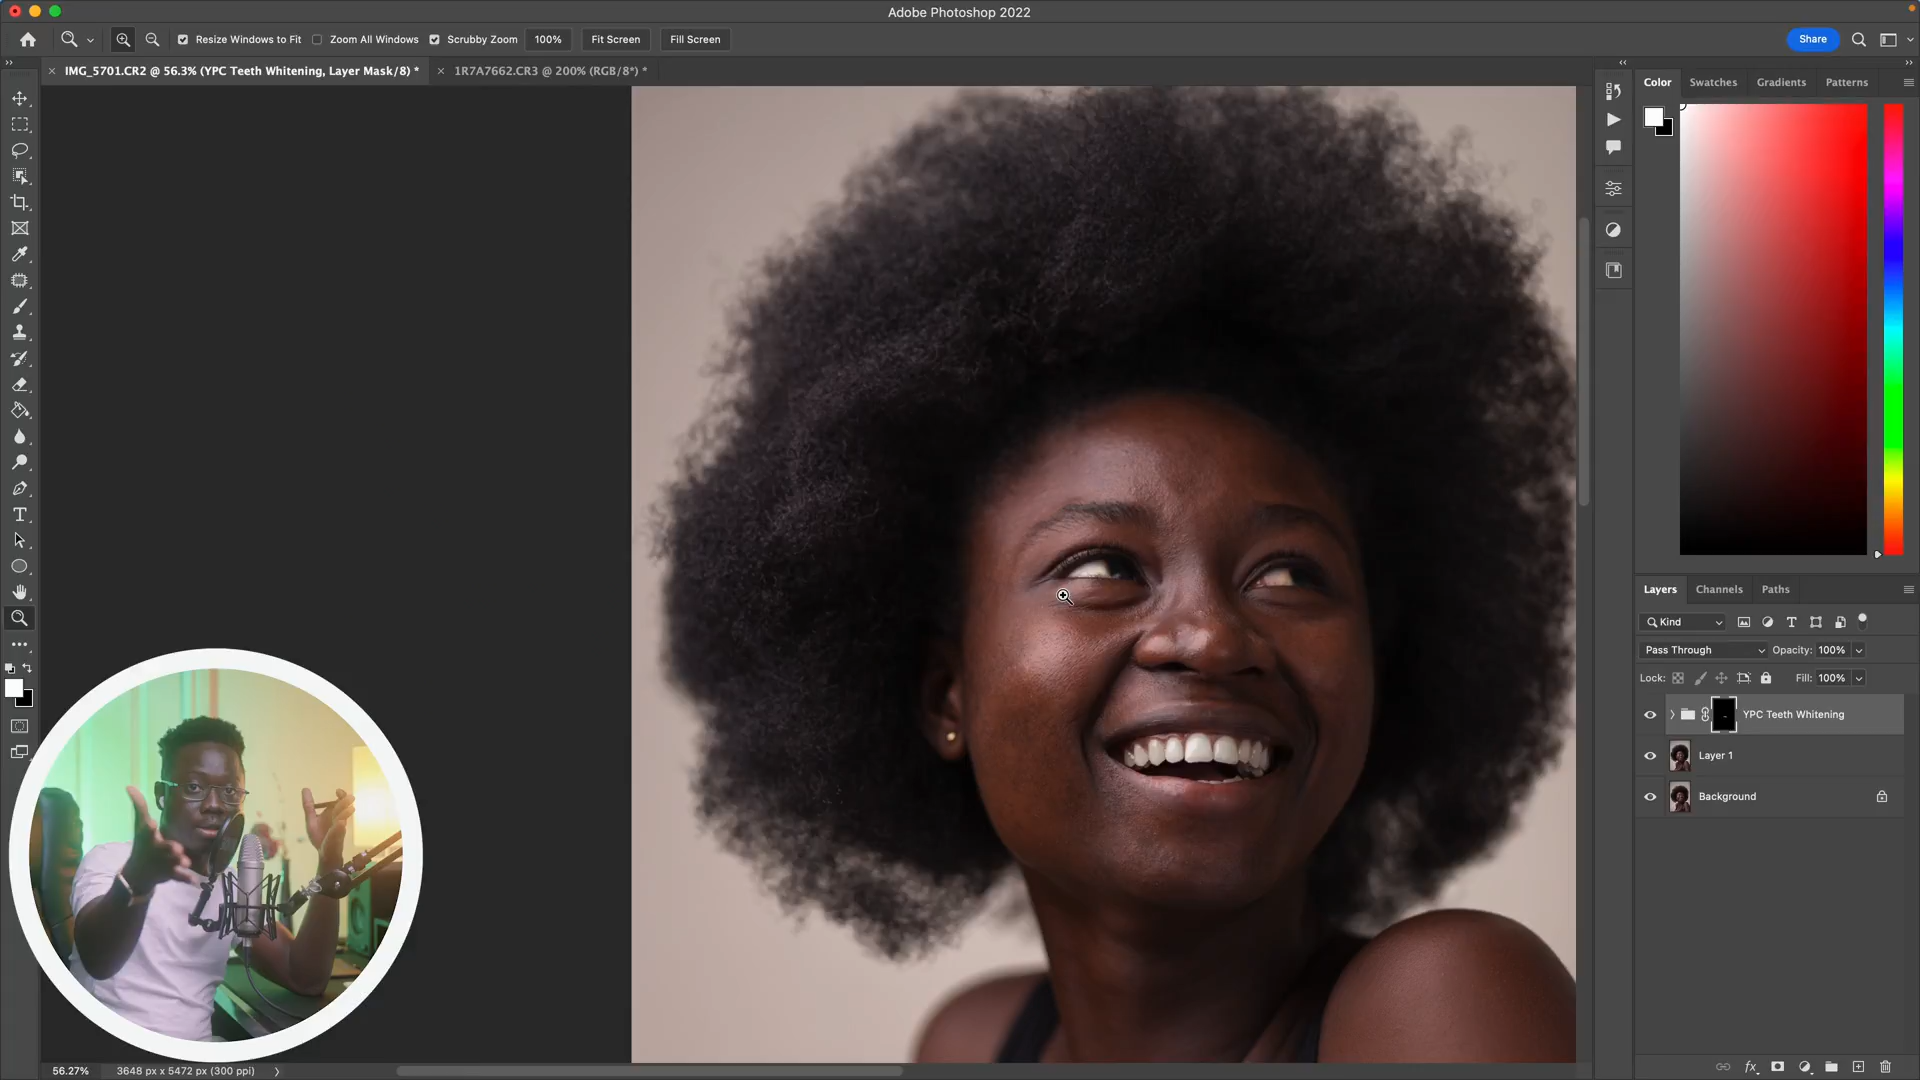 Adobe Photoshop 2022
Resize Windows to Fit Zoom All Windows Scrubby Zoom 100% Fit Screen Fill Screen Share
IMG_5701.CR2 @ 56.3% (YPC Teeth Whitening, Layer Mask/8) * 1R7A7662.CR3 @ 200% (RGB/8*) *
Color Swatches Gradients Patterns
Layers Channels Paths
Kind
Pass Through Opacity: 100%
Lock: Fill: 100%
YPC Teeth Whitening
Layer 1
Background
56.27% 3648 px x 5472 px (300 ppi)